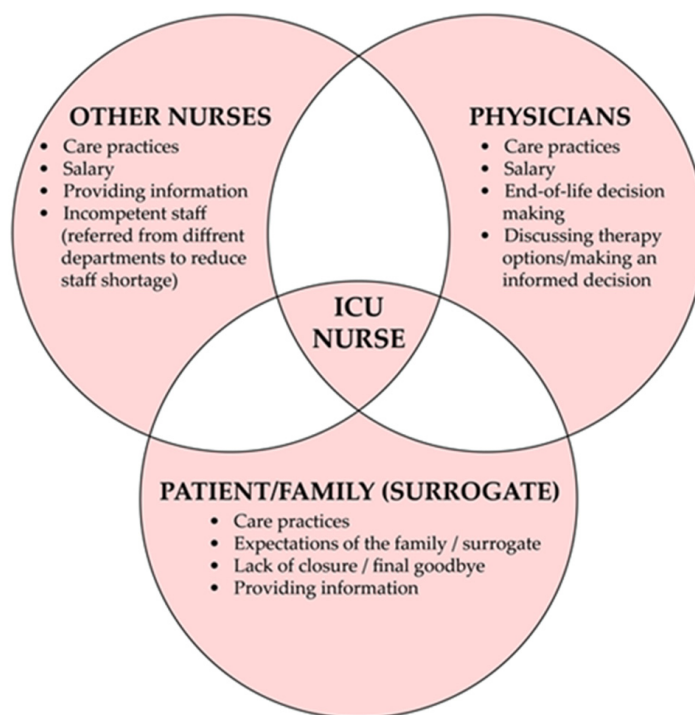 OTHER NURSES
• Care practices
• Salary
• Providing information
• Incompetent staff
(referred from diffrent
departments to reduce
staff shortage)
PHYSICIANS
• Care practices
• Salary
• End-of-life decision
making
• Discussing therapy
options/making an
informed decision
ICU
NURSE
PATIENT/FAMILY (SURROGATE)
• Care practices
• Expectations of the family / surrogate
• Lack of closure / final goodbye
• Providing information